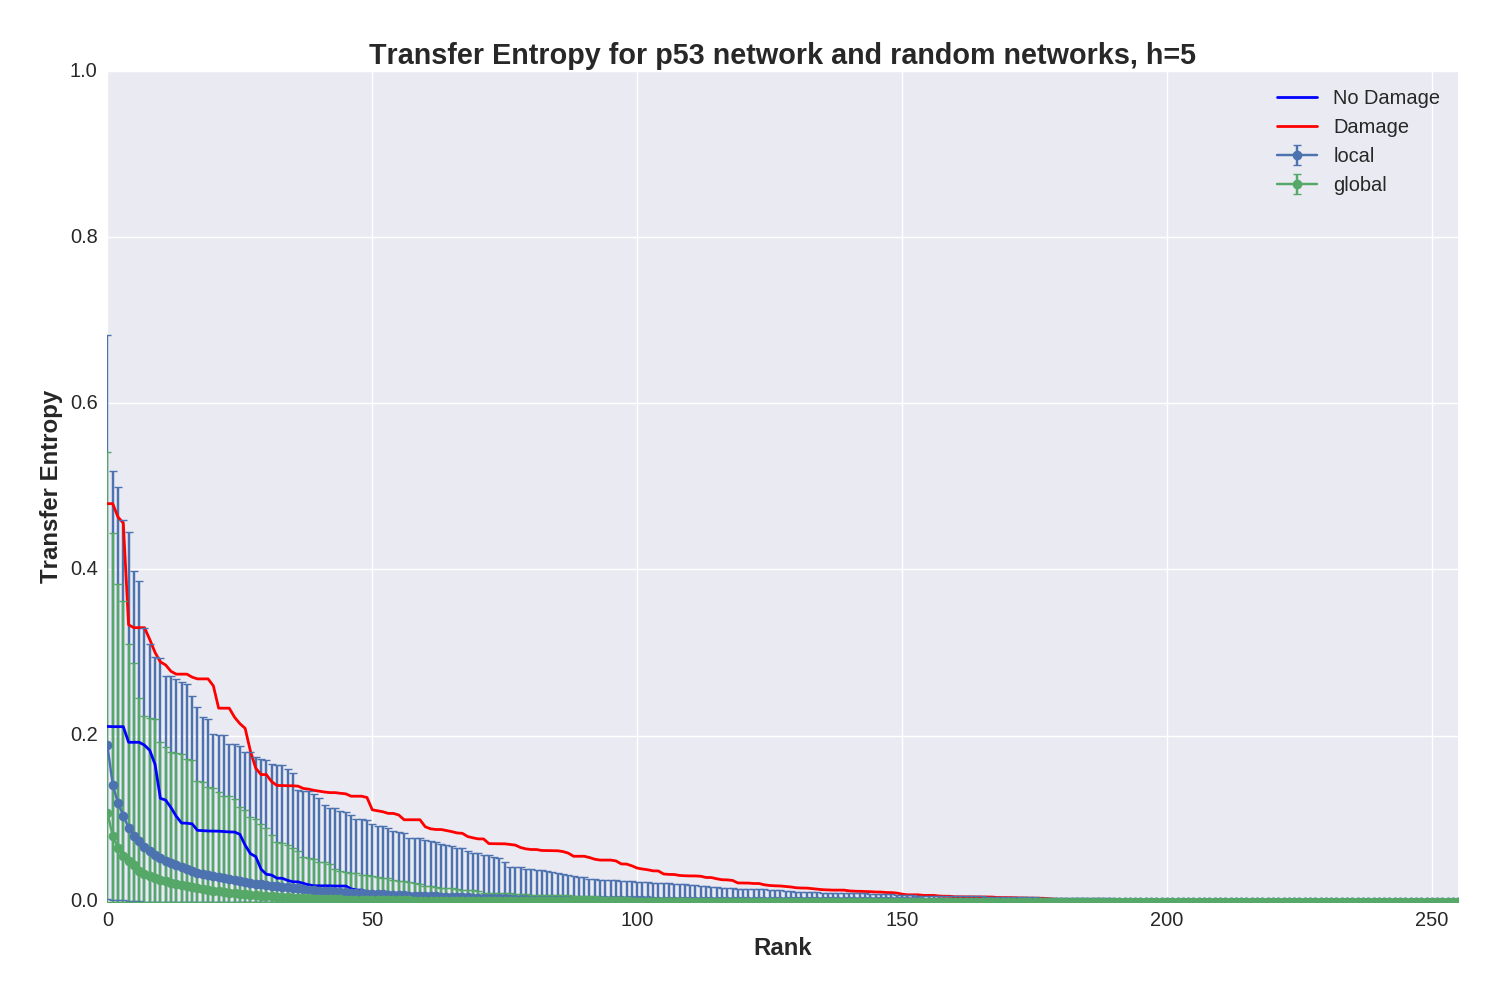 Transfer Entropy for p53 network and random networks, h=5
1.0
0.8
0.6
0.4
0.2
0.0
Transfer Entropy
No Damage
Damage
local
global
0 50 100 150 200 250
Rank